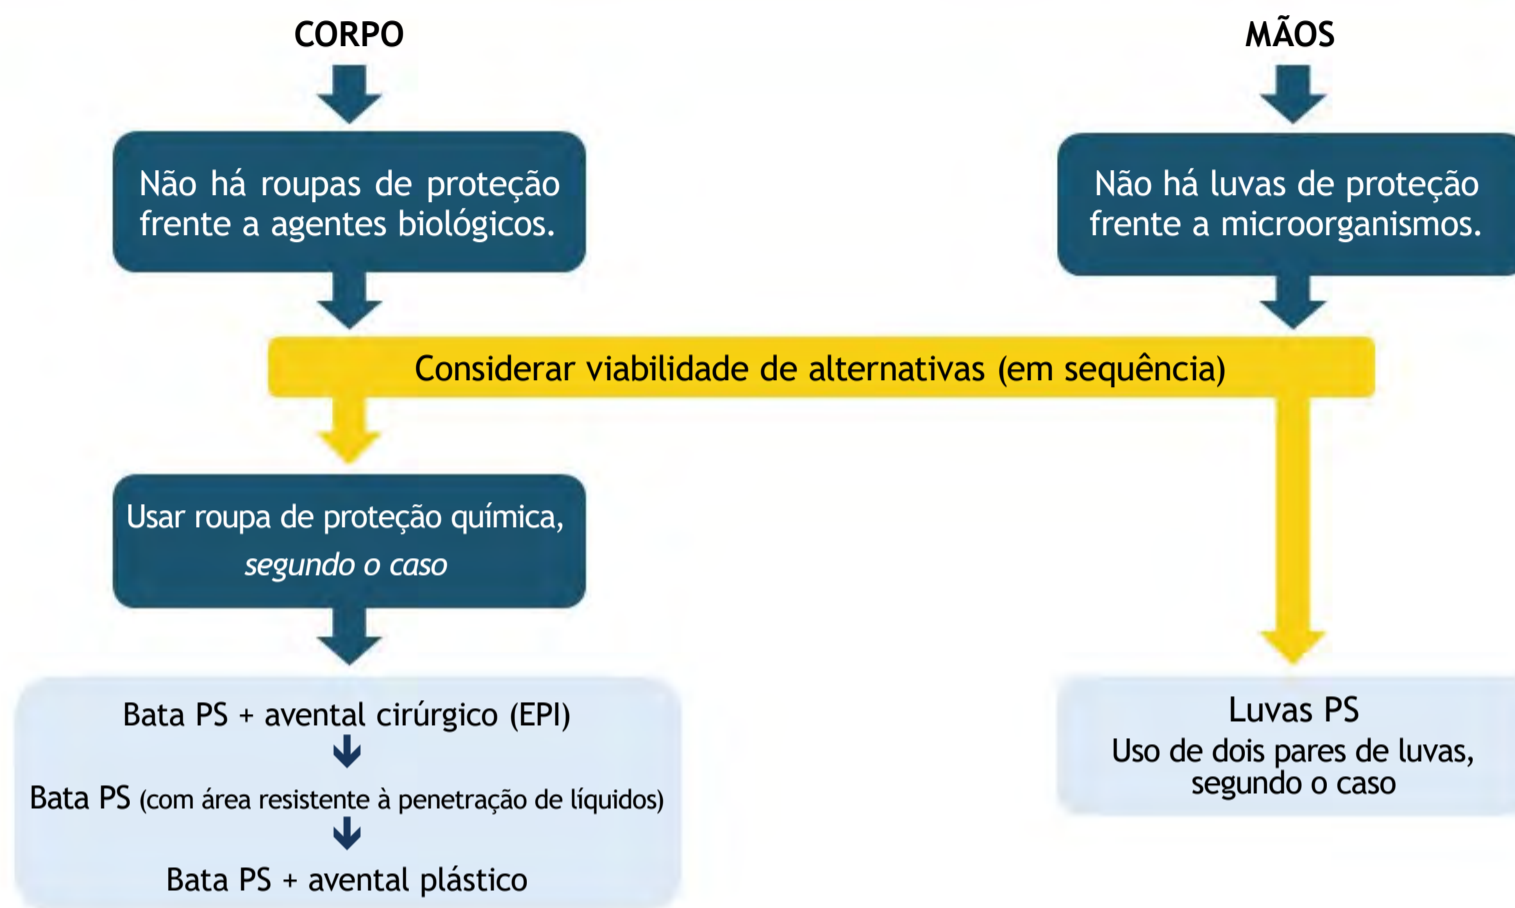 CORPO
Não há roupas de proteção
frente a agentes biológicos.
MÃOS
Não há luvas de proteção
frente a microorganismos.
Considerar viabilidade de alternativas (em sequência)
Usar roupa de proteção química,
segundo o caso
Bata PS + avental cirúrgico (EPI)
Bata PS (com área resistente à penetração de líquidos)
Bata PS + avental plástico
Luvas PS
Uso de dois pares de luvas,
segundo o caso